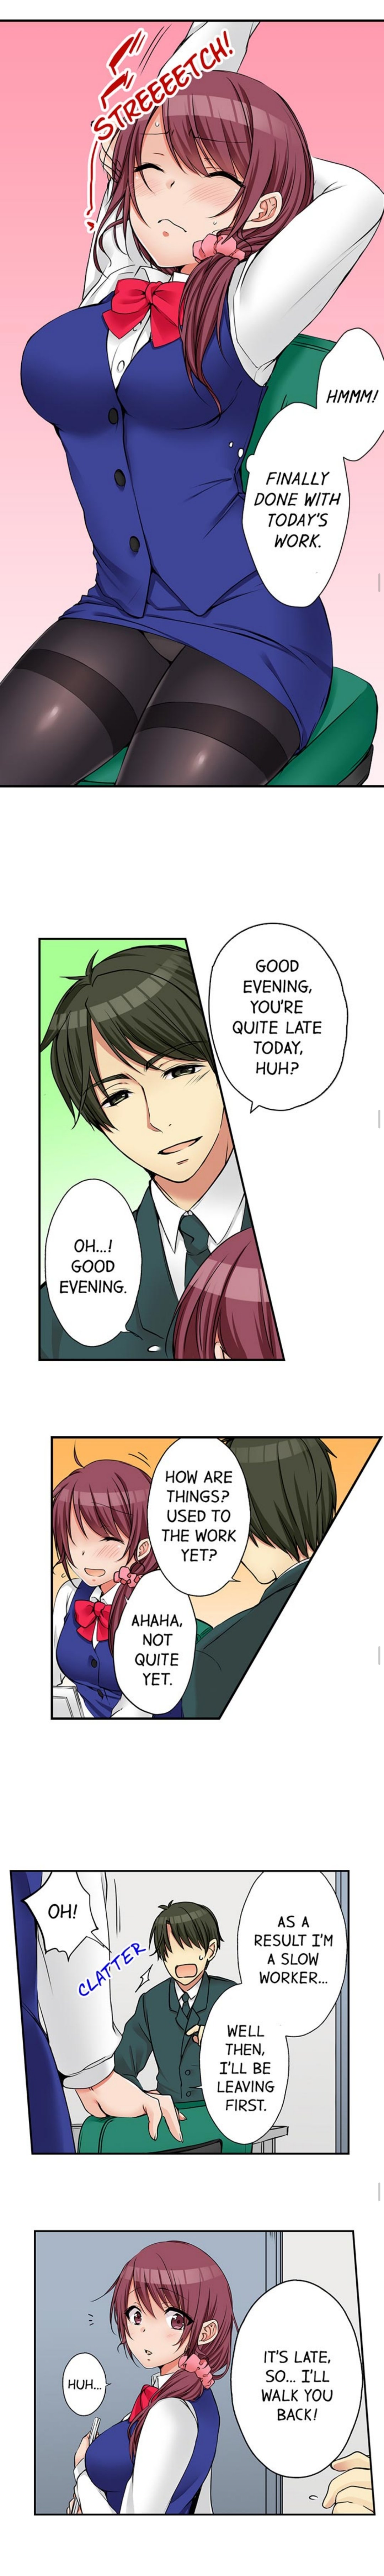 STREEEETCH!
HMMM!
FINALLY
DONE WITH
TODAY'S
WORK.
GOOD
EVENING,
YOU'RE
QUITE LATE
TODAY,
HUH?
OH...!
GOOD
EVENING.
HOW ARE
THINGS?
USED TO
THE WORK
YET?
AHAHA,
NOT
QUITE
YET.
AS A
RESULT I'M
A SLOW
WORKER...
WELL
THEN,
I'LL BE
LEAVING
FIRST.
OH!
CLATTER
IT'S LATE,
SO... I'LL
WALK YOU
BACK!
HUH...